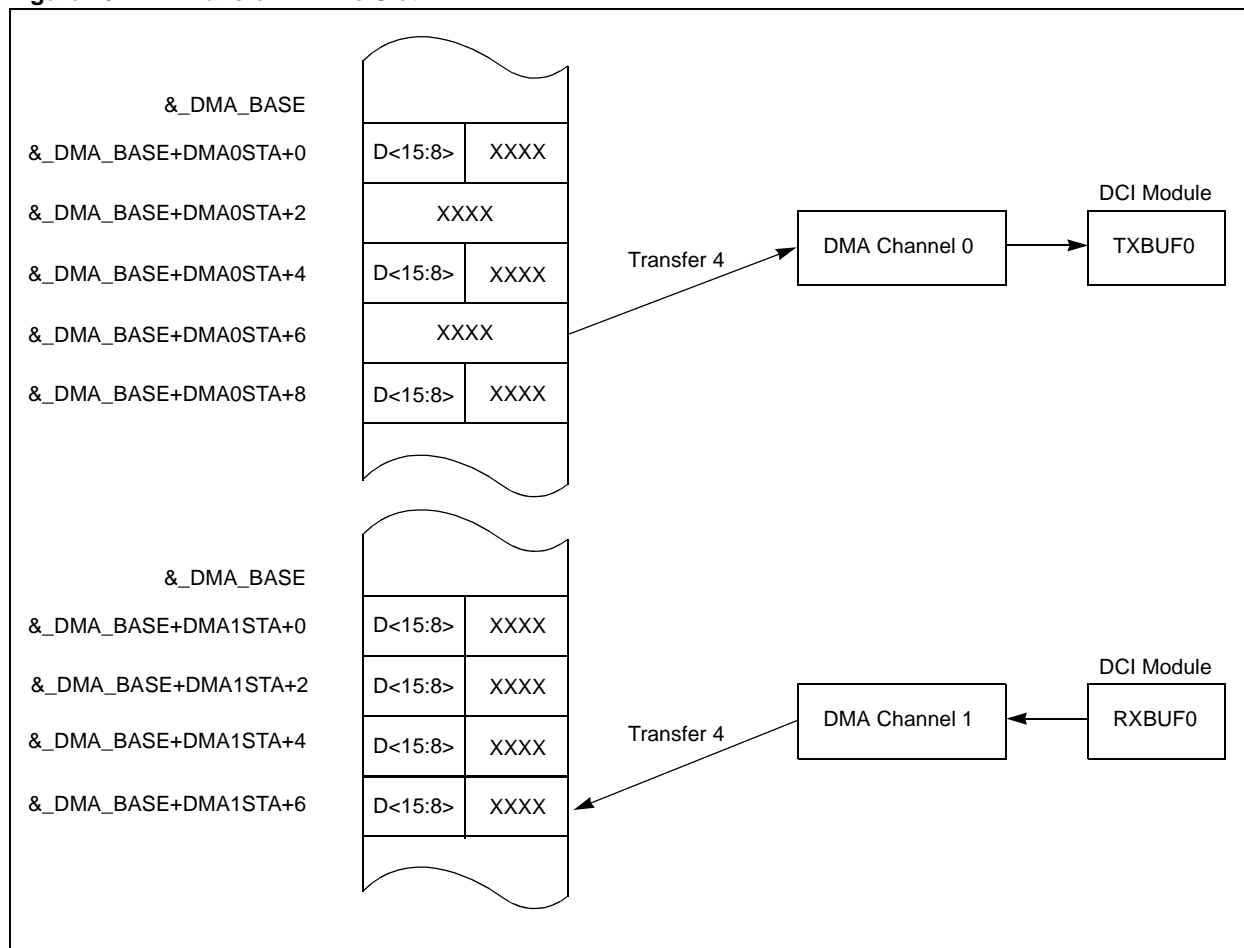 &_DMA_BASE
&_DMA_BASE+DMA0STA+0 D<15:8> XXXX
DCI Module
&_DMA_BASE+DMA0STA+2 XXXX
DMA Channel 0 TXBUF0
Transfer 4
&_DMA_BASE+DMA0STA+4 D<15:8> XXXX
&_DMA_BASE+DMA0STA+6 XXXX
&_DMA_BASE+DMA0STA+8 D<15:8> XXXX
&_DMA_BASE
&_DMA_BASE+DMA1STA+0 D<15:8> XXXX
DCI Module
&_DMA_BASE+DMA1STA+2 D<15:8> XXXX
DMA Channel 1 RXBUF0
Transfer 4
&_DMA_BASE+DMA1STA+4 D<15:8> XXXX
&_DMA_BASE+DMA1STA+6 D<15:8> XXXX